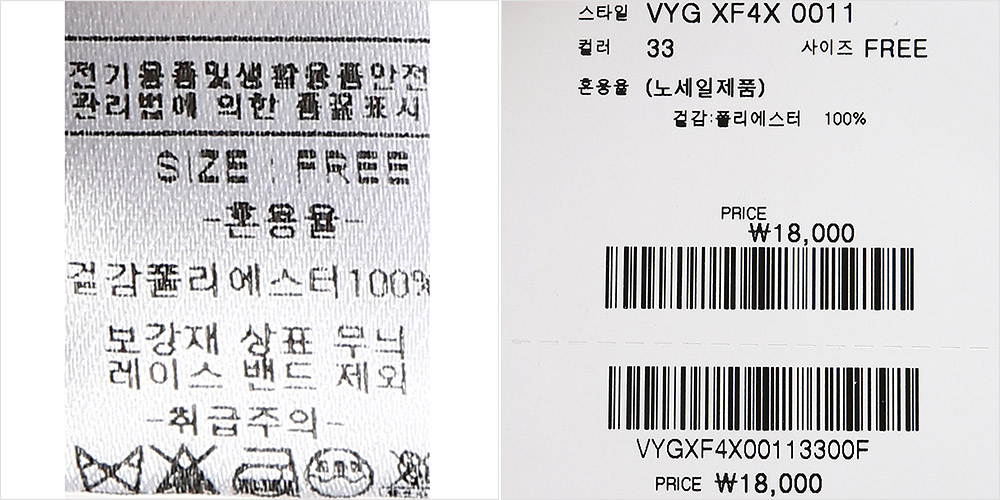 전기용품및생활용품안전
관리법에 의한 품질표시
SIZE : FREE
-혼용율-
겉감폴리에스터100%
보강재 상표 무늬
레이스 밴드 제외
-취급주의-
스타일 VYG XF4X 0011
컬러 33 사이즈 FREE
혼용율 (노세일제품)
겉감:폴리에스터 100%
PRICE
₩18,000
VYGXF4X00113300F
PRICE ₩18,000